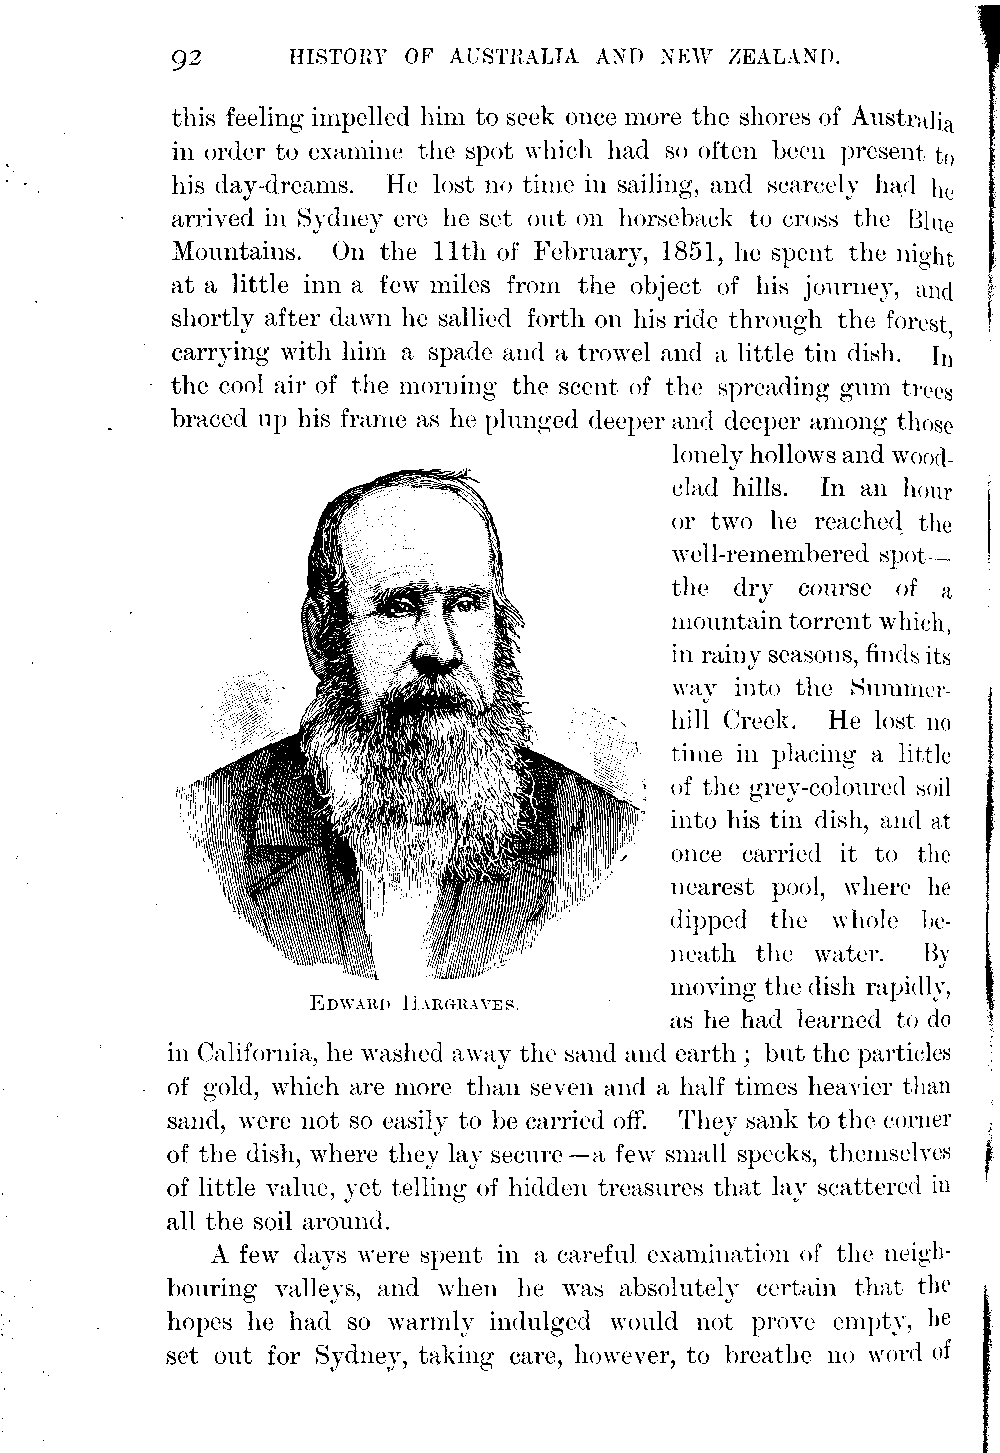 92 HISTORY OF AUSTRALIA AND NEW ZEALAND.
this feeling impelled him to seek once more the shores of Australia
in order to examine the spot which had so often been present to
his day-dreams. He lost no time in sailing, and scarcely had he
arrived in Sydney ere he set out on horseback to cross the Blue
Mountains. On the 11th of February, 1851, he spent the night
at a little inn a few miles from the object of his journey, and
shortly after dawn he sallied forth on his ride through the forest,
carrying with him a spade and a trowel and a little tin dish. In
the cool air of the morning the scent of the spreading gum trees
braced up his frame as he plunged deeper and deeper among those
lonely hollows and wood-
clad hills. In an hour
or two he reached the
well-remembered spot—
the dry course of a
mountain torrent which,
in rainy seasons, finds its
way into the Summer-
hill Creek. He lost no
time in placing a little
of the grey-coloured soil
into his tin dish, and at
once carried it to the
nearest pool, where he
dipped the whole be-
neath the water. By
moving the dish rapidly,
as he had learned to do
EDWARD HARGRAVES.
in California, he washed away the sand and earth; but the particles
of gold, which are more than seven and a half times heavier than
sand, were not so easily to be carried off. They sank to the corner
of the dish, where they lay secure—a few small specks, themselves
of little value, yet telling of hidden treasures that lay scattered in
all the soil around.
A few days were spent in a careful examination of the neigh-
bouring valleys, and when he was absolutely certain that the
hopes he had so warmly indulged would not prove empty, he
set out for Sydney, taking care, however, to breathe no word of